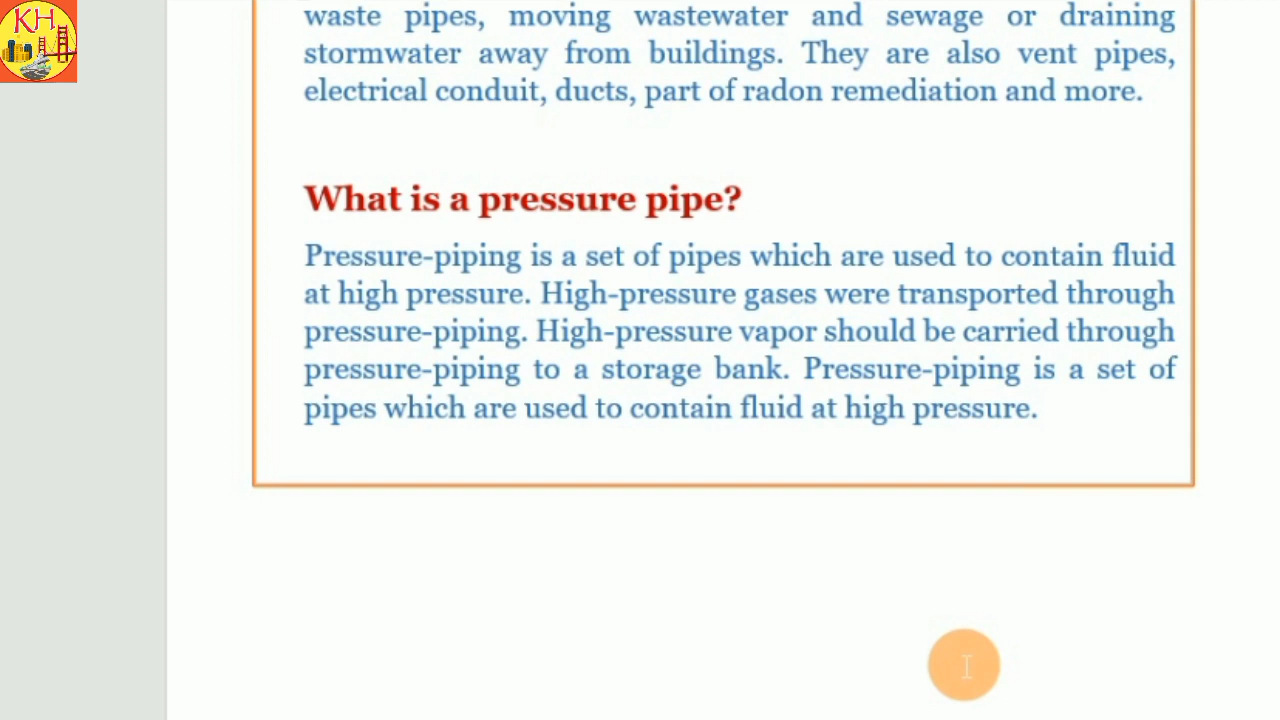 KH
waste pipes, moving wastewater and sewage or draining
stormwater away from buildings. They are also vent pipes,
electrical conduit, ducts, part of radon remediation and more.
What is a pressure pipe?
Pressure-piping is a set of pipes which are used to contain fluid
at high pressure. High-pressure gases were transported through
pressure-piping. High-pressure vapor should be carried through
pressure-piping to a storage bank. Pressure-piping is a set of
pipes which are used to contain fluid at high pressure.